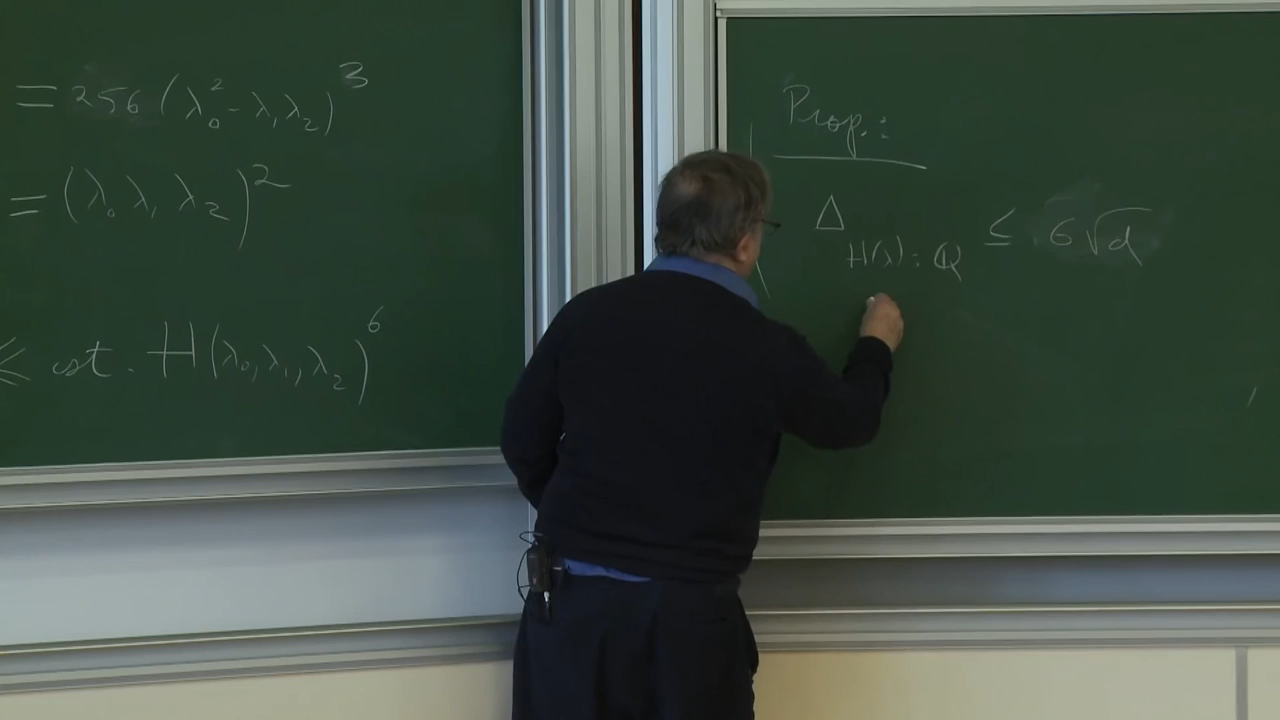 = 256 (λ₀² - λ₁λ₂)³
= (λ₀ λ₁ λ₂)²
≪ cst. H(λ₀, λ₁, λ₂)⁶
Prop.:
Δ_{H(λ):ℚ} ≤ 6√d